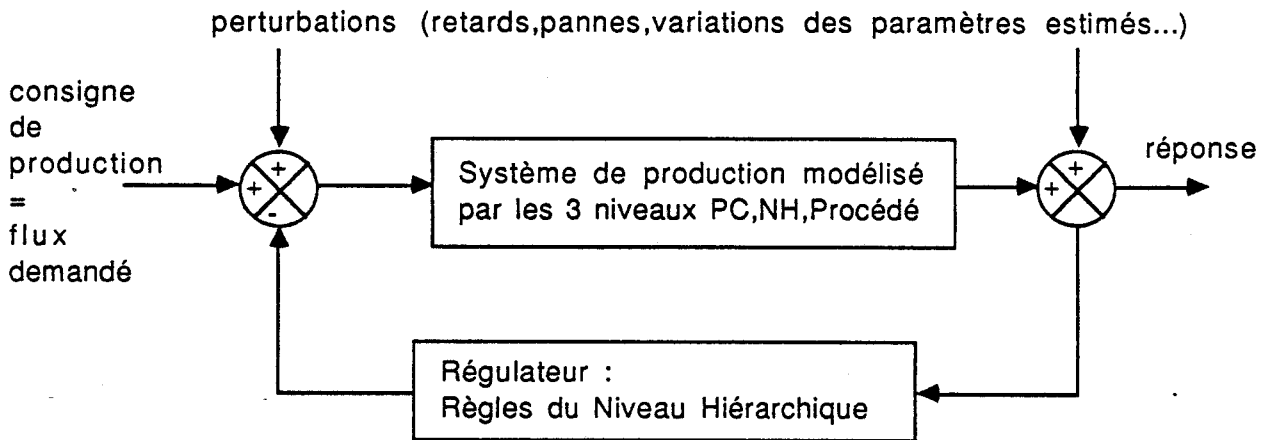 perturbations (retards,pannes,variations des paramètres estimés...)
consigne
de
production
=
flux
demandé
+
+
-
Système de production modélisé
par les 3 niveaux PC,NH,Procédé
+
+
réponse
Régulateur :
Règles du Niveau Hiérarchique